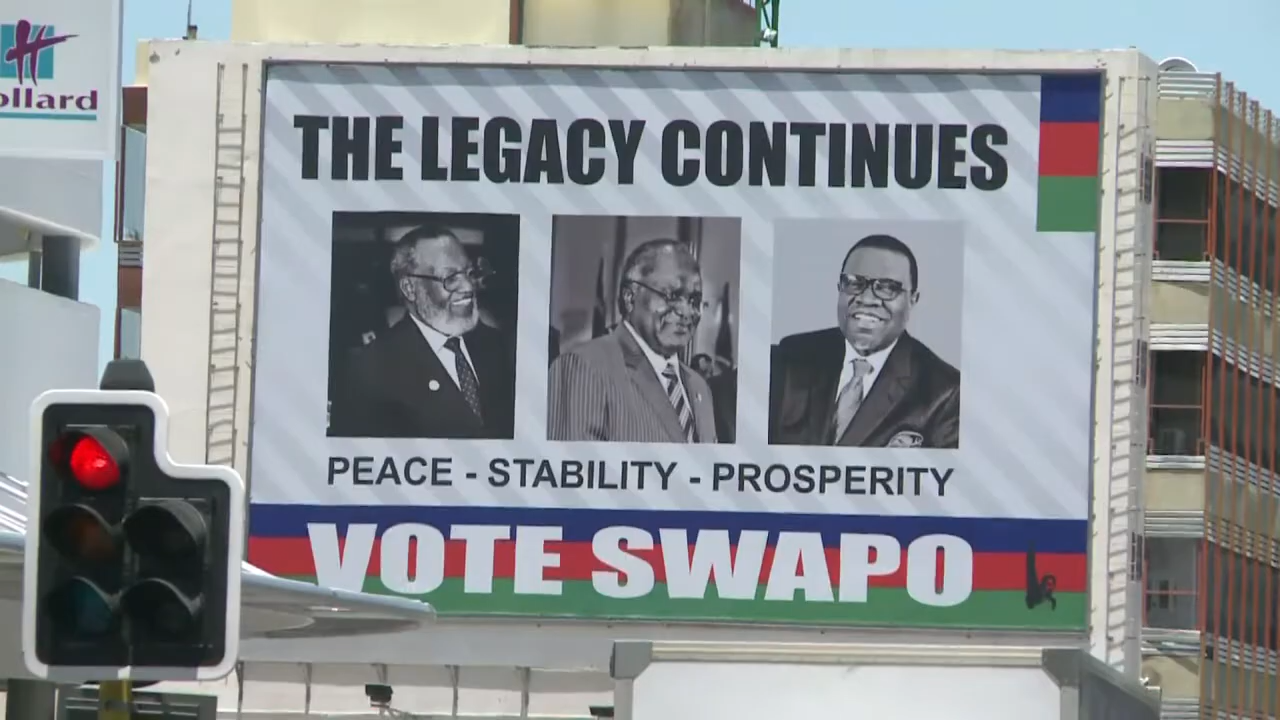 ollard
THE LEGACY CONTINUES
PEACE - STABILITY - PROSPERITY
VOTE SWAPO